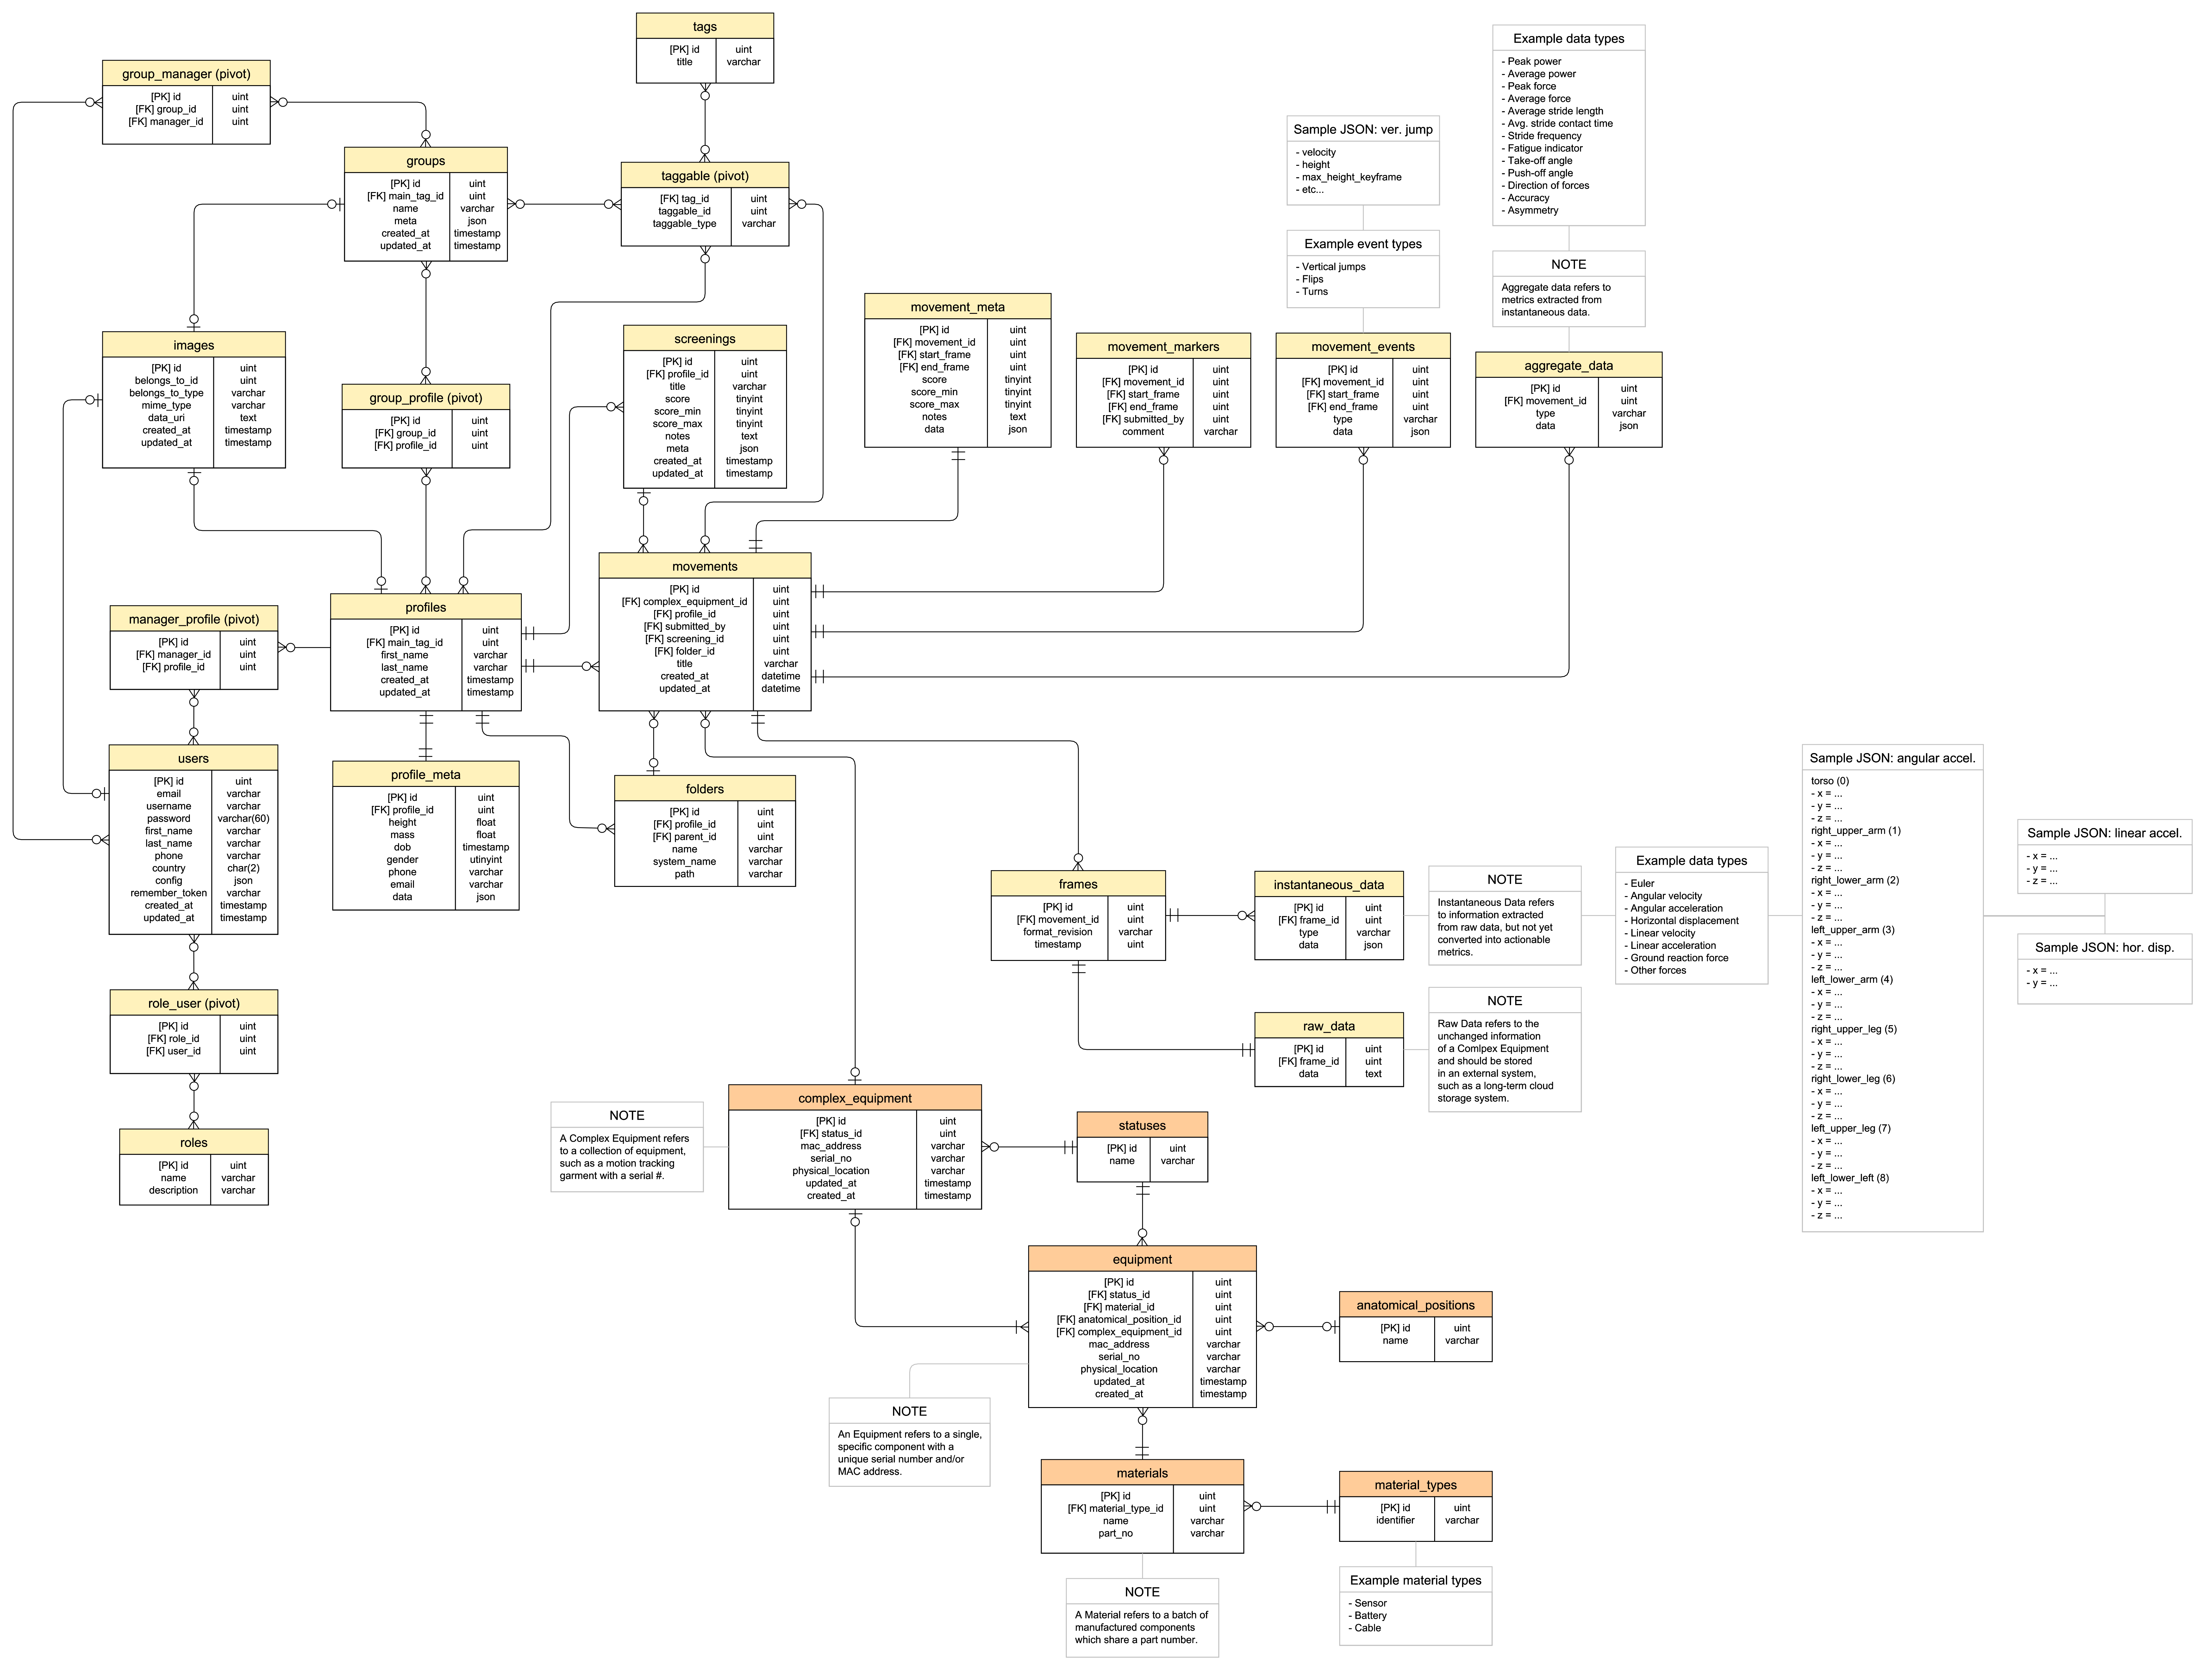 tags
[PK] id uint
title varchar
group_manager (pivot)
[PK] id uint
[FK] group_id uint
[FK] manager_id uint
groups
[PK] id uint
[FK] main_tag_id uint
name varchar
meta json
created_at timestamp
updated_at timestamp
taggable (pivot)
[FK] tag_id uint
taggable_id uint
taggable_type varchar
Sample JSON: ver. jump
- velocity
- height
- max_height_keyframe
- etc...
Example event types
- Vertical jumps
- Flips
- Turns
Example data types
- Peak power
- Average power
- Peak force
- Average force
- Average stride length
- Avg. stride contact time
- Stride frequency
- Fatigue indicator
- Take-off angle
- Push-off angle
- Direction of forces
- Accuracy
- Asymmetry
NOTE
Aggregate data refers to
metrics extracted from
instantaneous data.
images
[PK] id uint
belongs_to_id uint
belongs_to_type varchar
mime_type varchar
data_uri text
created_at timestamp
updated_at timestamp
group_profile (pivot)
[PK] id uint
[FK] group_id uint
[FK] profile_id uint
screenings
[PK] id uint
[FK] profile_id uint
title varchar
score tinyint
score_min tinyint
score_max tinyint
notes text
meta json
created_at timestamp
updated_at timestamp
movement_meta
[PK] id uint
[FK] movement_id uint
[FK] start_frame uint
[FK] end_frame uint
score tinyint
score_min tinyint
score_max tinyint
notes text
data json
movement_markers
[PK] id uint
[FK] movement_id uint
[FK] start_frame uint
[FK] end_frame uint
[FK] submitted_by uint
comment varchar
movement_events
[PK] id uint
[FK] movement_id uint
[FK] start_frame uint
[FK] end_frame uint
type varchar
data json
aggregate_data
[PK] id uint
[FK] movement_id uint
type varchar
data json
manager_profile (pivot)
[PK] id uint
[FK] manager_id uint
[FK] profile_id uint
profiles
[PK] id uint
[FK] main_tag_id uint
first_name varchar
last_name varchar
created_at timestamp
updated_at timestamp
movements
[PK] id uint
[FK] complex_equipment_id uint
[FK] profile_id uint
[FK] submitted_by uint
[FK] screening_id uint
[FK] folder_id uint
title varchar
created_at datetime
updated_at datetime
users
[PK] id uint
email varchar
username varchar
password varchar(60)
first_name varchar
last_name varchar
phone varchar
country char(2)
config json
remember_token varchar
created_at timestamp
updated_at timestamp
profile_meta
[PK] id uint
[FK] profile_id uint
height float
mass float
dob timestamp
gender utinyint
phone varchar
email varchar
data json
folders
[PK] id uint
[FK] profile_id uint
[FK] parent_id uint
name varchar
system_name varchar
path varchar
frames
[PK] id uint
[FK] movement_id uint
format_revision varchar
timestamp uint
instantaneous_data
[PK] id uint
[FK] frame_id uint
type varchar
data json
NOTE
Instantaneous Data refers
to information extracted
from raw data, but not yet
converted into actionable
metrics.
Example data types
- Euler
- Angular velocity
- Angular acceleration
- Horizontal displacement
- Linear velocity
- Linear acceleration
- Ground reaction force
- Other forces
Sample JSON: angular accel.
torso (0)
- x = ...
- y = ...
- z = ...
right_upper_arm (1)
- x = ...
- y = ...
- z = ...
right_lower_arm (2)
- x = ...
- y = ...
- z = ...
left_upper_arm (3)
- x = ...
- y = ...
- z = ...
left_lower_arm (4)
- x = ...
- y = ...
- z = ...
right_upper_leg (5)
- x = ...
- y = ...
- z = ...
right_lower_leg (6)
- x = ...
- y = ...
- z = ...
left_upper_leg (7)
- x = ...
- y = ...
- z = ...
left_lower_left (8)
- x = ...
- y = ...
- z = ...
Sample JSON: linear accel.
- x = ...
- y = ...
- z = ...
Sample JSON: hor. disp.
- x = ...
- y = ...
role_user (pivot)
[PK] id uint
[FK] role_id uint
[FK] user_id uint
raw_data
[PK] id uint
[FK] frame_id uint
data text
NOTE
Raw Data refers to the
unchanged information
of a Comlpex Equipment
and should be stored
in an external system,
such as a long-term cloud
storage system.
roles
[PK] id uint
name varchar
description varchar
NOTE
A Complex Equipment refers
to a collection of equipment,
such as a motion tracking
garment with a serial #.
complex_equipment
[PK] id uint
[FK] status_id uint
mac_address varchar
serial_no varchar
physical_location varchar
updated_at timestamp
created_at timestamp
statuses
[PK] id uint
name varchar
equipment
[PK] id uint
[FK] status_id uint
[FK] material_id uint
[FK] anatomical_position_id uint
[FK] complex_equipment_id uint
mac_address varchar
serial_no varchar
physical_location varchar
updated_at timestamp
created_at timestamp
anatomical_positions
[PK] id uint
name varchar
NOTE
An Equipment refers to a single,
specific component with a
unique serial number and/or
MAC address.
materials
[PK] id uint
[FK] material_type_id uint
name varchar
part_no varchar
material_types
[PK] id uint
identifier varchar
NOTE
A Material refers to a batch of
manufactured components
which share a part number.
Example material types
- Sensor
- Battery
- Cable